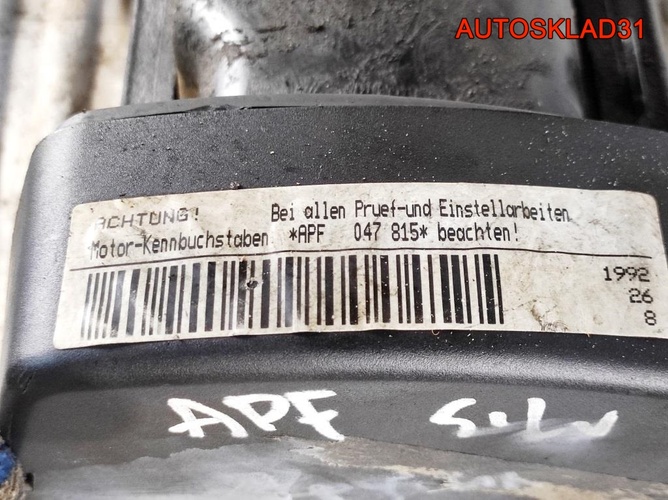 AUTOSKLAD31
ACHTUNG! Bei allen Pruef-und Einstellarbeiten
Motor-Kennbuchstaben *APF 047 815* beachten!
1992
26
8
APF